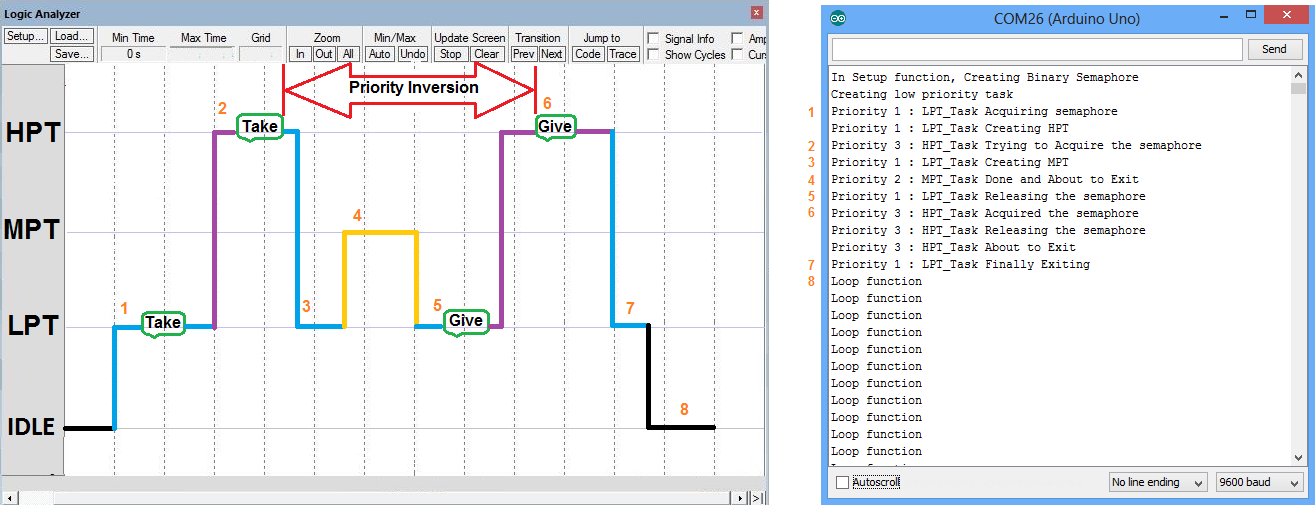 Logic Analyzer
Setup... Load... Save...
Min Time Max Time Grid
0 s
Zoom
In Out All
Min/Max
Auto Undo
Update Screen
Stop Clear
Transition
Prev Next
Jump to
Code Trace
Signal Info
Show Cycles
Priority Inversion
HPT
2
Take
6
Give
MPT
4
LPT
1
Take
3
5
Give
7
IDLE
8
COM26 (Arduino Uno)
Send
In Setup function, Creating Binary Semaphore
Creating low priority task
1 Priority 1 : LPT_Task Acquiring semaphore
Priority 1 : LPT_Task Creating HPT
2 Priority 3 : HPT_Task Trying to Acquire the semaphore
3 Priority 1 : LPT_Task Creating MPT
4 Priority 2 : MPT_Task Done and About to Exit
5 Priority 1 : LPT_Task Releasing the semaphore
6 Priority 3 : HPT_Task Acquired the semaphore
Priority 3 : HPT_Task Releasing the semaphore
Priority 3 : HPT_Task About to Exit
7 Priority 1 : LPT_Task Finally Exiting
8 Loop function
Loop function
Loop function
Loop function
Loop function
Loop function
Loop function
Loop function
Loop function
Loop function
Loop function
Autoscroll
No line ending
9600 baud